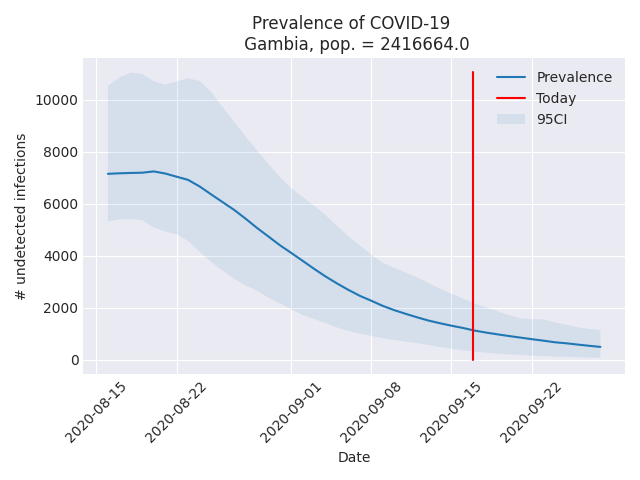 Prevalence of COVID-19
Gambia, pop. = 2416664.0
Prevalence
Today
95CI
10000
8000
6000
4000
2000
0
# undetected infections
2020-08-15
2020-08-22
2020-09-01
2020-09-08
2020-09-15
2020-09-22
Date